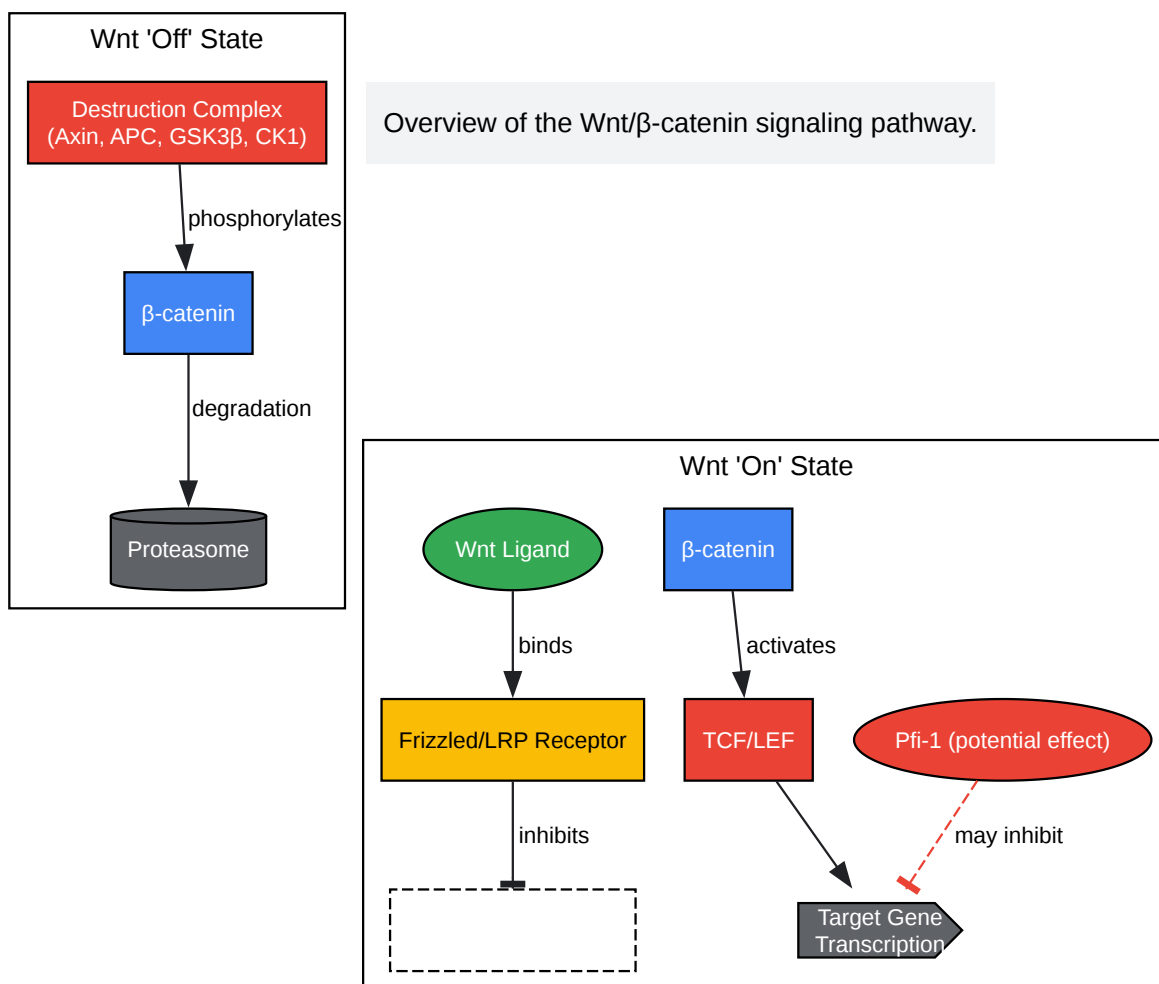 Wnt 'Off' State
Destruction Complex
(Axin, APC, GSK3β, CK1)
phosphorylates
β-catenin
degradation
Proteasome
Overview of the Wnt/β-catenin signaling pathway.
Wnt 'On' State
Wnt Ligand
β-catenin
binds
activates
Frizzled/LRP Receptor
TCF/LEF
Pfi-1 (potential effect)
inhibits
may inhibit
Target Gene
Transcription